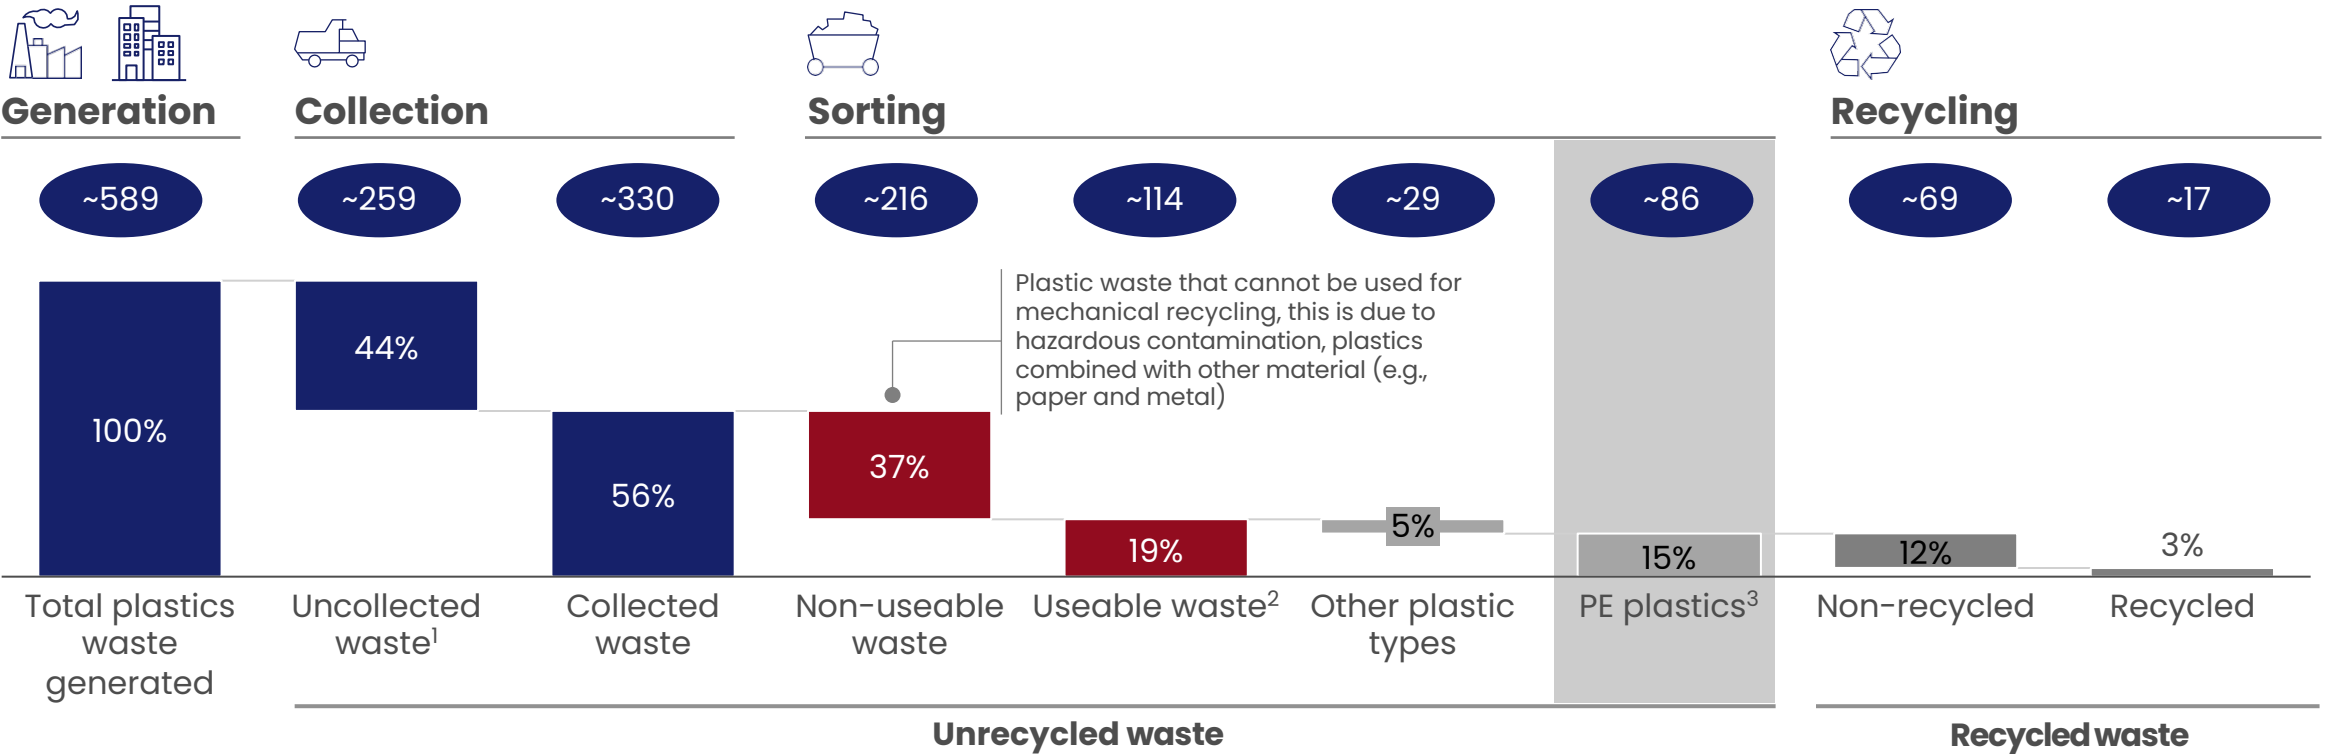 Generation
Collection
Sorting
Recycling
~589
~259
~330
~216
~114
~29
~86
~69
~17
Plastic waste that cannot be used for
mechanical recycling, this is due to
hazardous contamination, plastics
combined with other material (e.g.,
paper and metal)
100%
44%
56%
37%
19%
5%
15%
12%
3%
Total plastics
waste
generated
Uncollected
waste¹
Collected
waste
Non-useable
waste
Useable waste²
Other plastic
types
PE plastics³
Non-recycled
Recycled
Unrecycled waste
Recycled waste